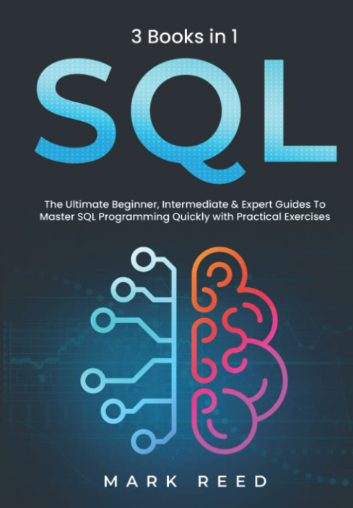 3 Books in 1
SQL
The Ultimate Beginner, Intermediate & Expert Guides To
Master SQL Programming Quickly with Practical Exercises
MARK REED